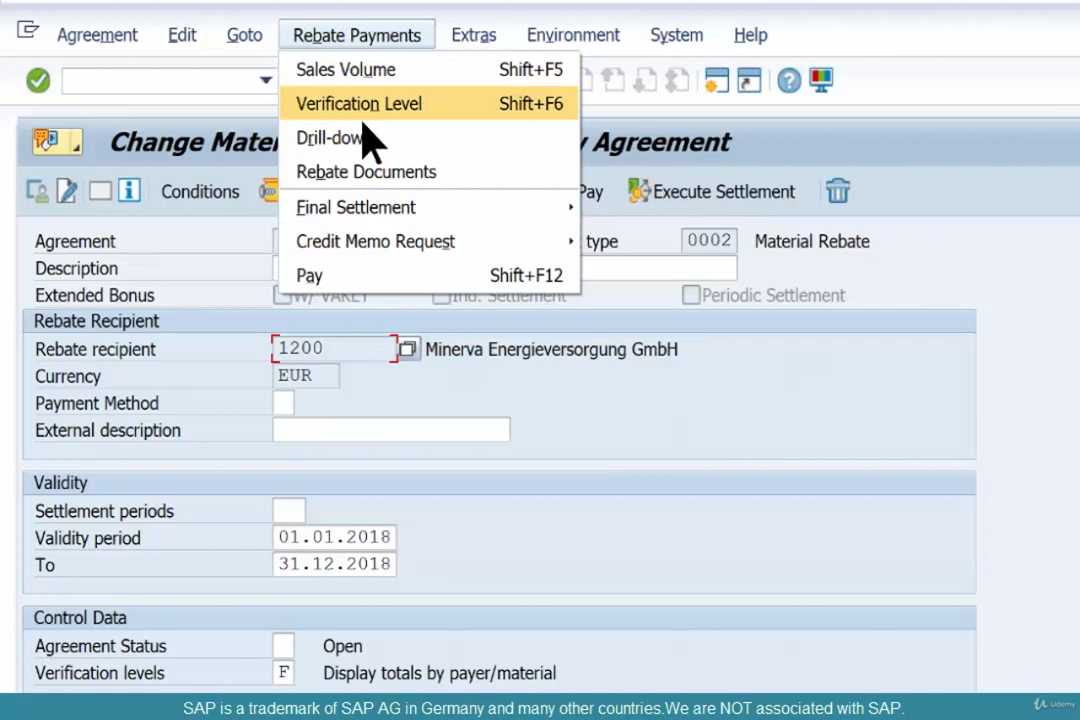 Agreement Edit Goto Rebate Payments Extras Environment System Help
Sales Volume Shift+F5
Verification Level Shift+F6
Drill-dow
Change Mater y Agreement
Rebate Documents
Conditions Pay Execute Settlement
Final Settlement
Agreement type 0002 Material Rebate
Credit Memo Request
Description
Pay Shift+F12
Extended Bonus W/ VAKEY Ind. Settlement Periodic Settlement
Rebate Recipient
Rebate recipient 1200 Minerva Energieversorgung GmbH
Currency EUR
Payment Method
External description
Validity
Settlement periods
Validity period 01.01.2018
To 31.12.2018
Control Data
Agreement Status Open
Verification levels F Display totals by payer/material
SAP is a trademark of SAP AG in Germany and many other countries.We are NOT associated with SAP.
Udemy